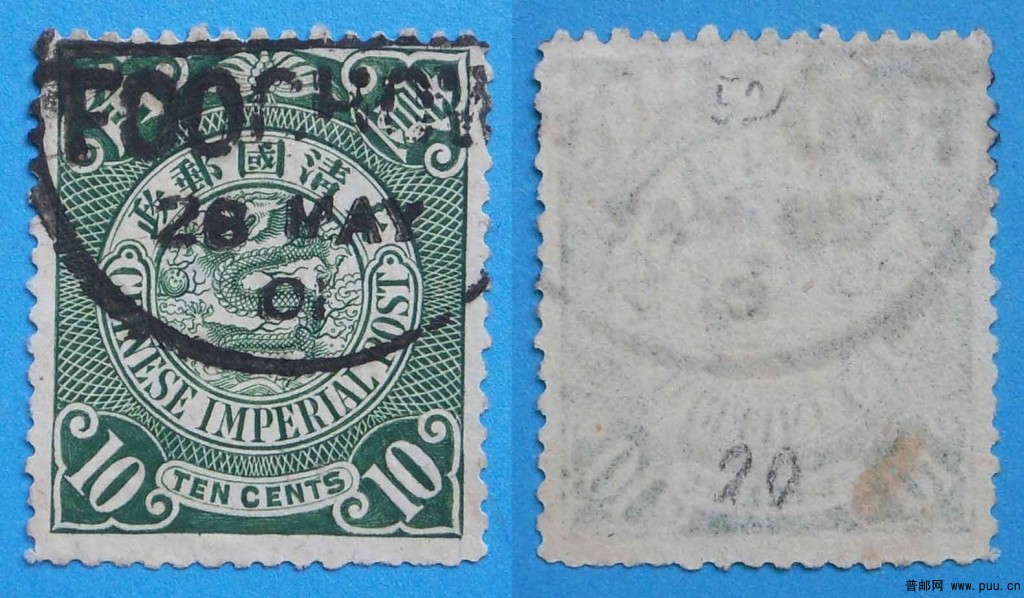 FOOCHOW
大清國郵政
28 MAY
01
CHINESE IMPERIAL POST
10
10
TEN CENTS
20
普邮网 www.puu.cn